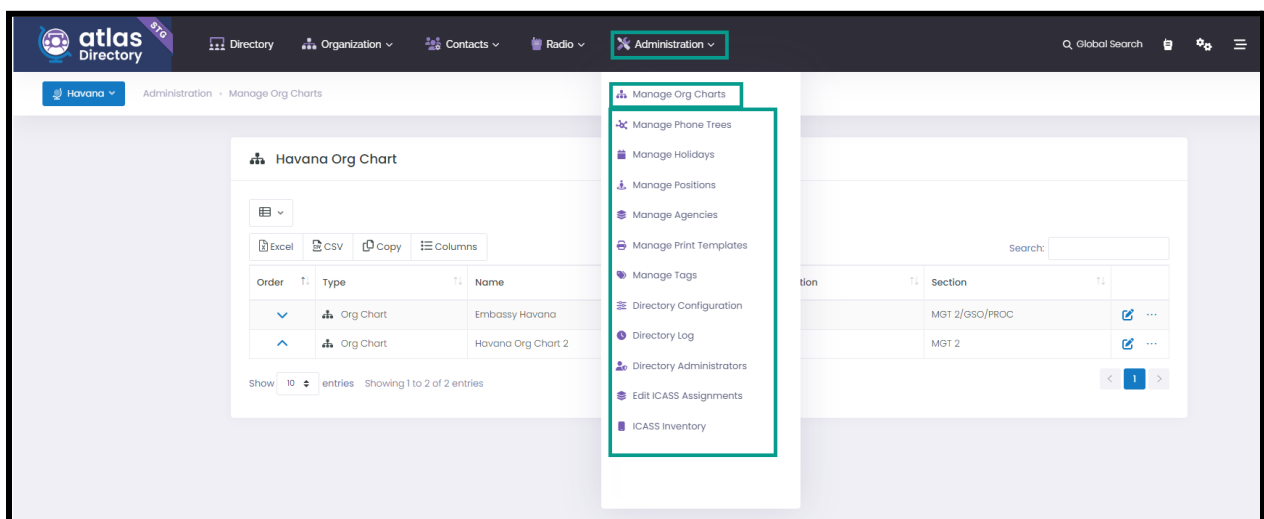 atlas Directory STG
Directory Organization Contacts Radio Administration Global Search
Havana Administration • Manage Org Charts
Manage Org Charts
Manage Phone Trees
Manage Holidays
Manage Positions
Manage Agencies
Manage Print Templates
Manage Tags
Directory Configuration
Directory Log
Directory Administrators
Edit ICASS Assignments
ICASS Inventory
Havana Org Chart
Excel CSV Copy Columns Search:
Order Type Name tion Section
Org Chart Embassy Havana MGT 2/GSO/PROC
Org Chart Havana Org Chart 2 MGT 2
Show 10 entries Showing 1 to 2 of 2 entries < 1 >